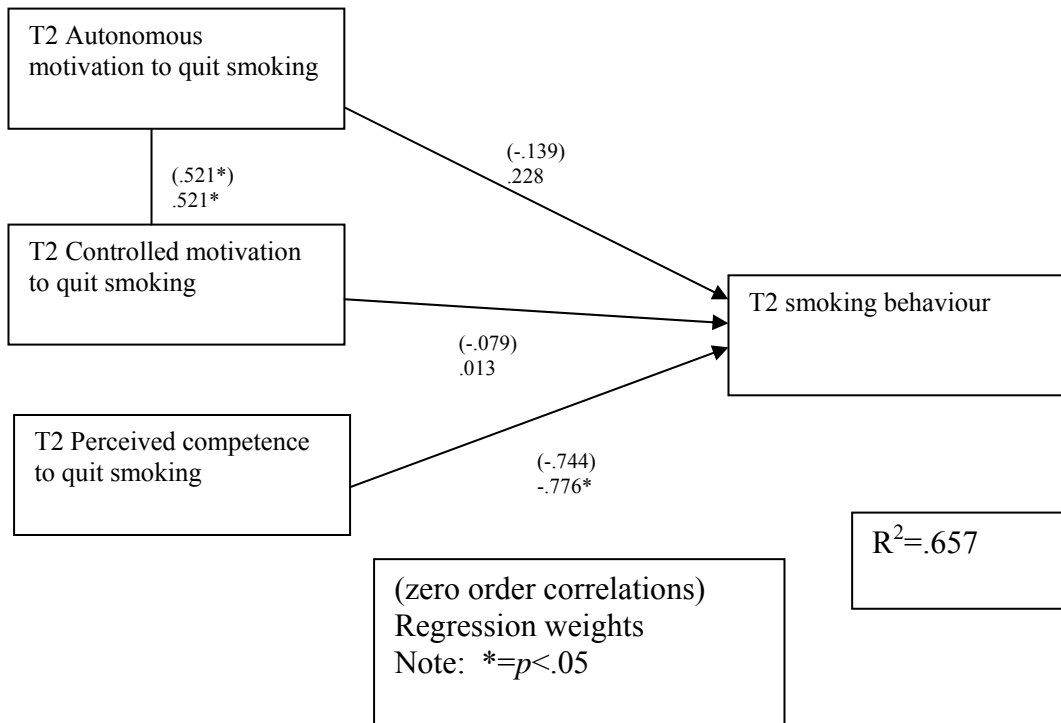 T2 Autonomous
motivation to quit smoking
(-.139)
.228
(.521*)
.521*
T2 Controlled motivation
to quit smoking
T2 smoking behaviour
(-.079)
.013
T2 Perceived competence
to quit smoking
(-.744)
-.776*
R²=.657
(zero order correlations)
Regression weights
Note: *=p<.05